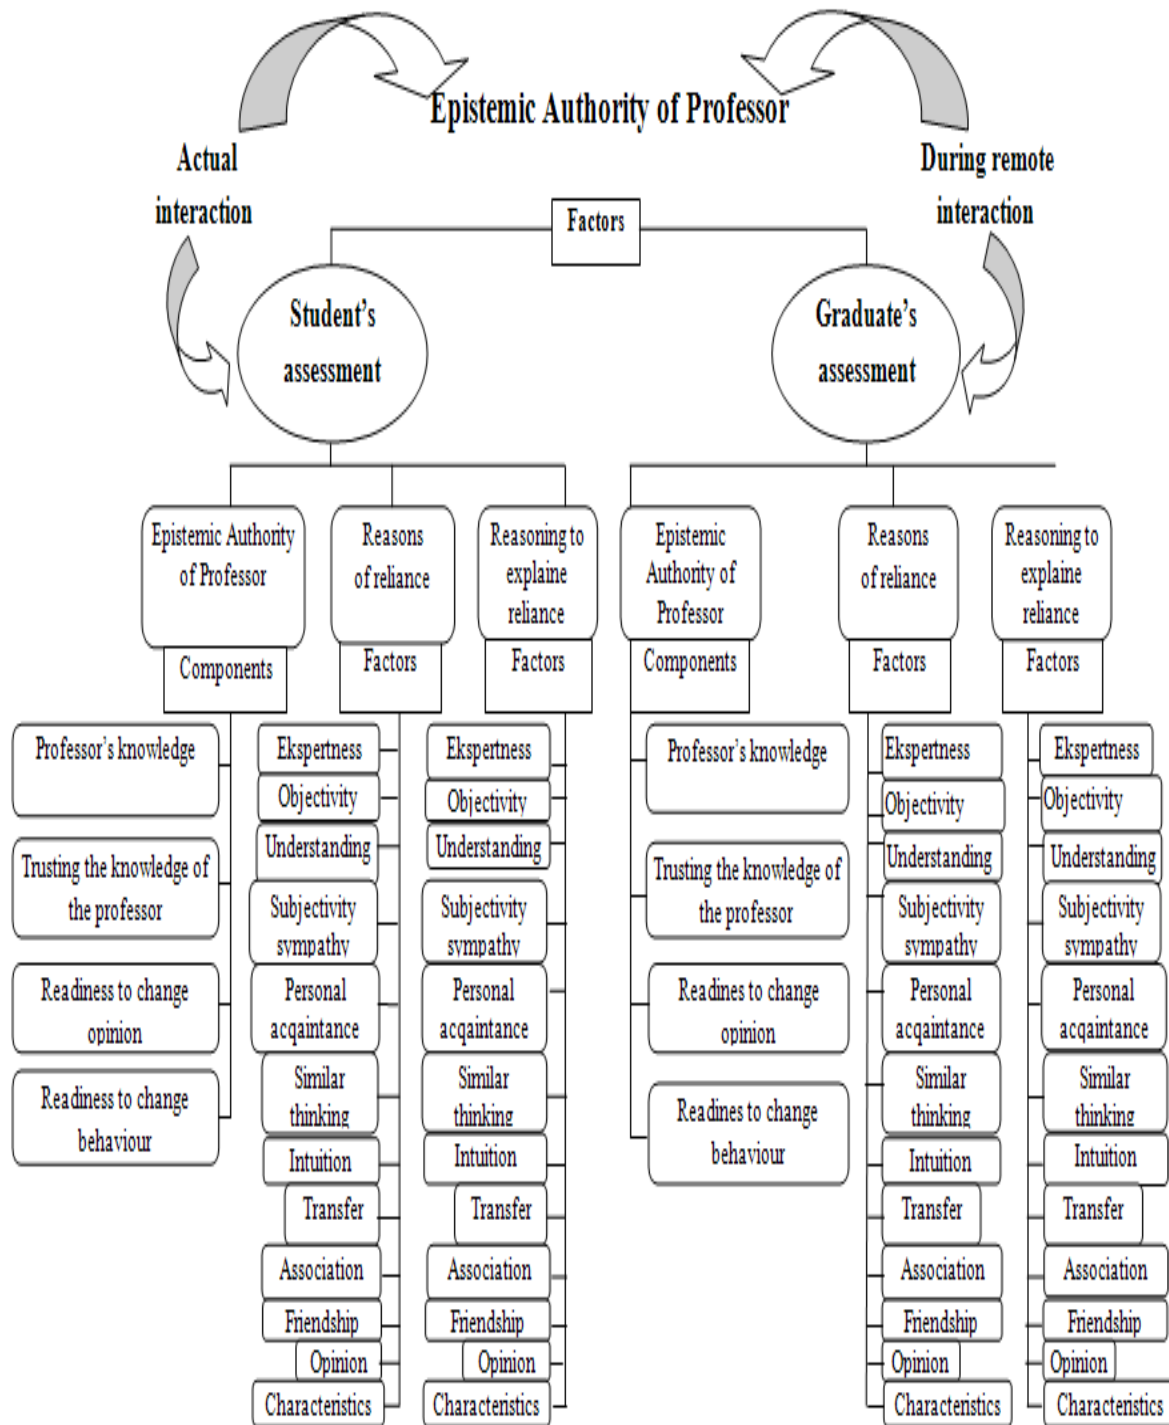 Epistemic Authority of Professor
Actual
interaction
During remote
interaction
Factors
Student's
assessment
Graduate's
assessment
Epistemic Authority
of Professor
Components
Reasons
of reliance
Factors
Reasoning to
explaine
reliance
Factors
Epistemic
Authority of
Professor
Components
Reasons
of reliance
Factors
Reasoning to
explaine
reliance
Factors
Professor's knowledge
Trusting the knowledge of
the professor
Readiness to change
opinion
Readiness to change
behaviour
Ekspertness
Objectivity
Understanding
Subjectivity
sympathy
Personal
acqaintance
Similar
thinking
Intuition
Transfer
Association
Friendship
Opinion
Characteristics
Ekspertness
Objectivity
Understanding
Subjectivity
sympathy
Personal
acqaintance
Similar
thinking
Intuition
Transfer
Association
Friendship
Opinion
Characteristics
Professor's knowledge
Trusting the knowledge of
the professor
Readines to change
opinion
Readines to change
behaviour
Ekspertness
Objectivity
Understanding
Subjectivity
sympathy
Personal
acqaintance
Similar
thinking
Intuition
Transfer
Association
Friendship
Opinion
Characteristics
Ekspertness
Objectivity
Understanding
Subjectivity
sympathy
Personal
acqaintance
Similar
thinking
Intuition
Transfer
Association
Friendship
Opinion
Characteristics